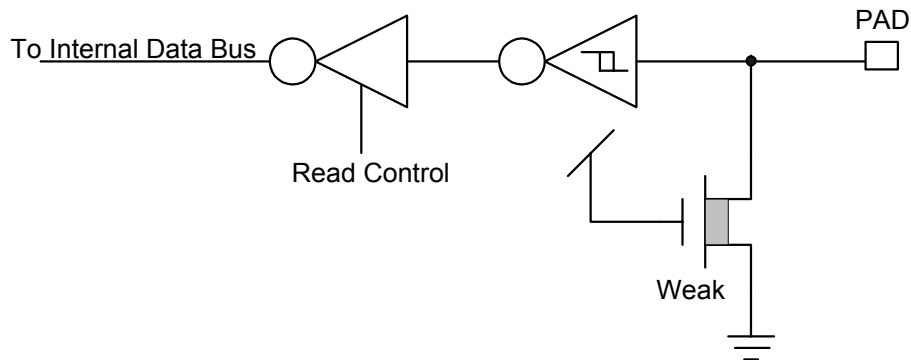 PAD
To Internal Data Bus
Read Control
Weak